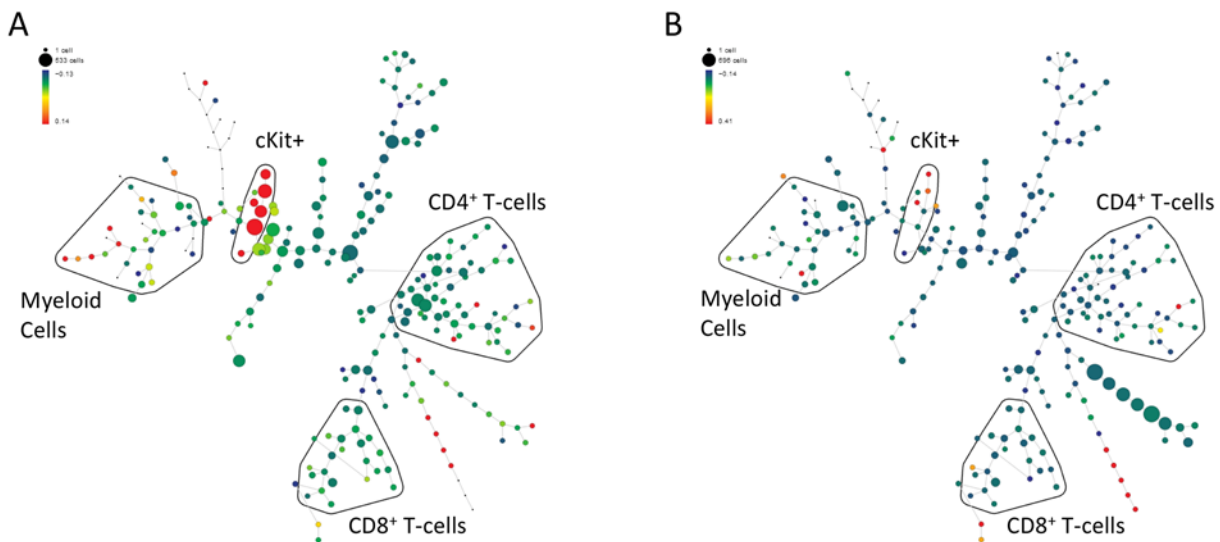 A
1 cell
633 cells
−0.13
0.14
cKit+
CD4⁺ T-cells
Myeloid
Cells
CD8⁺ T-cells
B
1 cell
696 cells
−0.14
0.41
cKit+
CD4⁺ T-cells
Myeloid
Cells
CD8⁺ T-cells